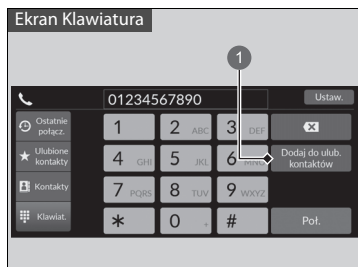 Ekran Klawiatura
1
01234567890
Ustaw.
Ostatnie
połącz.
1
2 ABC
3 DEF
Ulubione
kontakty
4 GHI
5 JKL
6 MNO
Dodaj do ulub.
kontaktów
Kontakty
7 PQRS
8 TUV
9 WXYZ
Klawiat.
*
0 +
#
Poł.